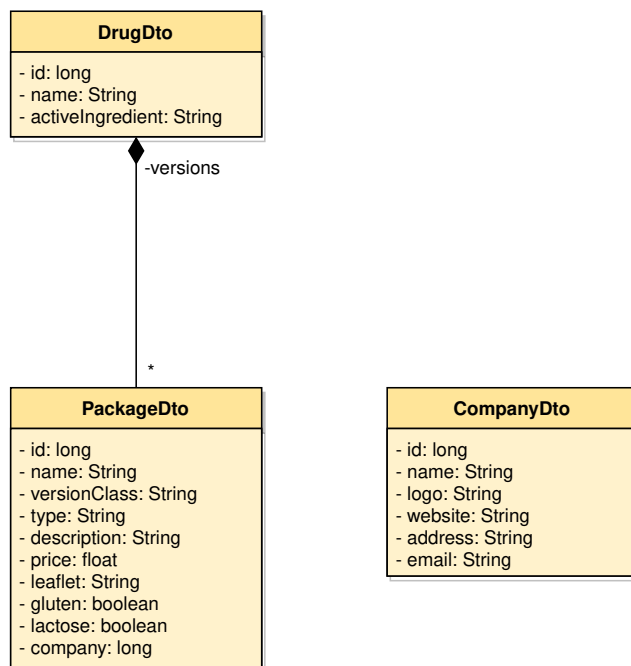 DrugDto
- id: long
- name: String
- activeIngredient: String
-versions
*
PackageDto
- id: long
- name: String
- versionClass: String
- type: String
- description: String
- price: float
- leaflet: String
- gluten: boolean
- lactose: boolean
- company: long
CompanyDto
- id: long
- name: String
- logo: String
- website: String
- address: String
- email: String